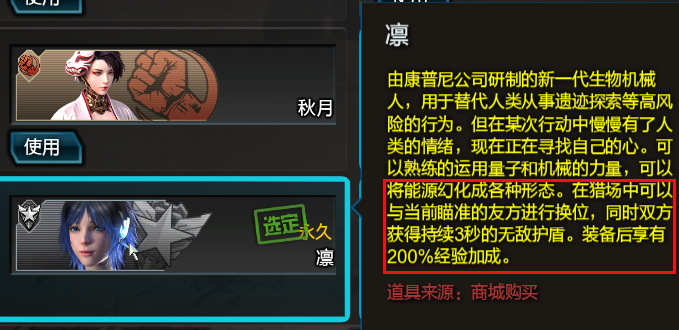 使用
秋月
使用
选定
永久
凛
凛
由康普尼公司研制的新一代生物机械
人，用于替代人类从事遗迹探索等高风
险的行为。但在某次行动中慢慢有了人
类的情绪，现在正在寻找自己的心。可
以熟练的运用量子和机械的力量，可以
将能源幻化成各种形态。在猎场中可以
与当前瞄准的友方进行换位，同时双方
获得持续3秒的无敌护盾。装备后享有
200%经验加成。
道具来源：商城购买